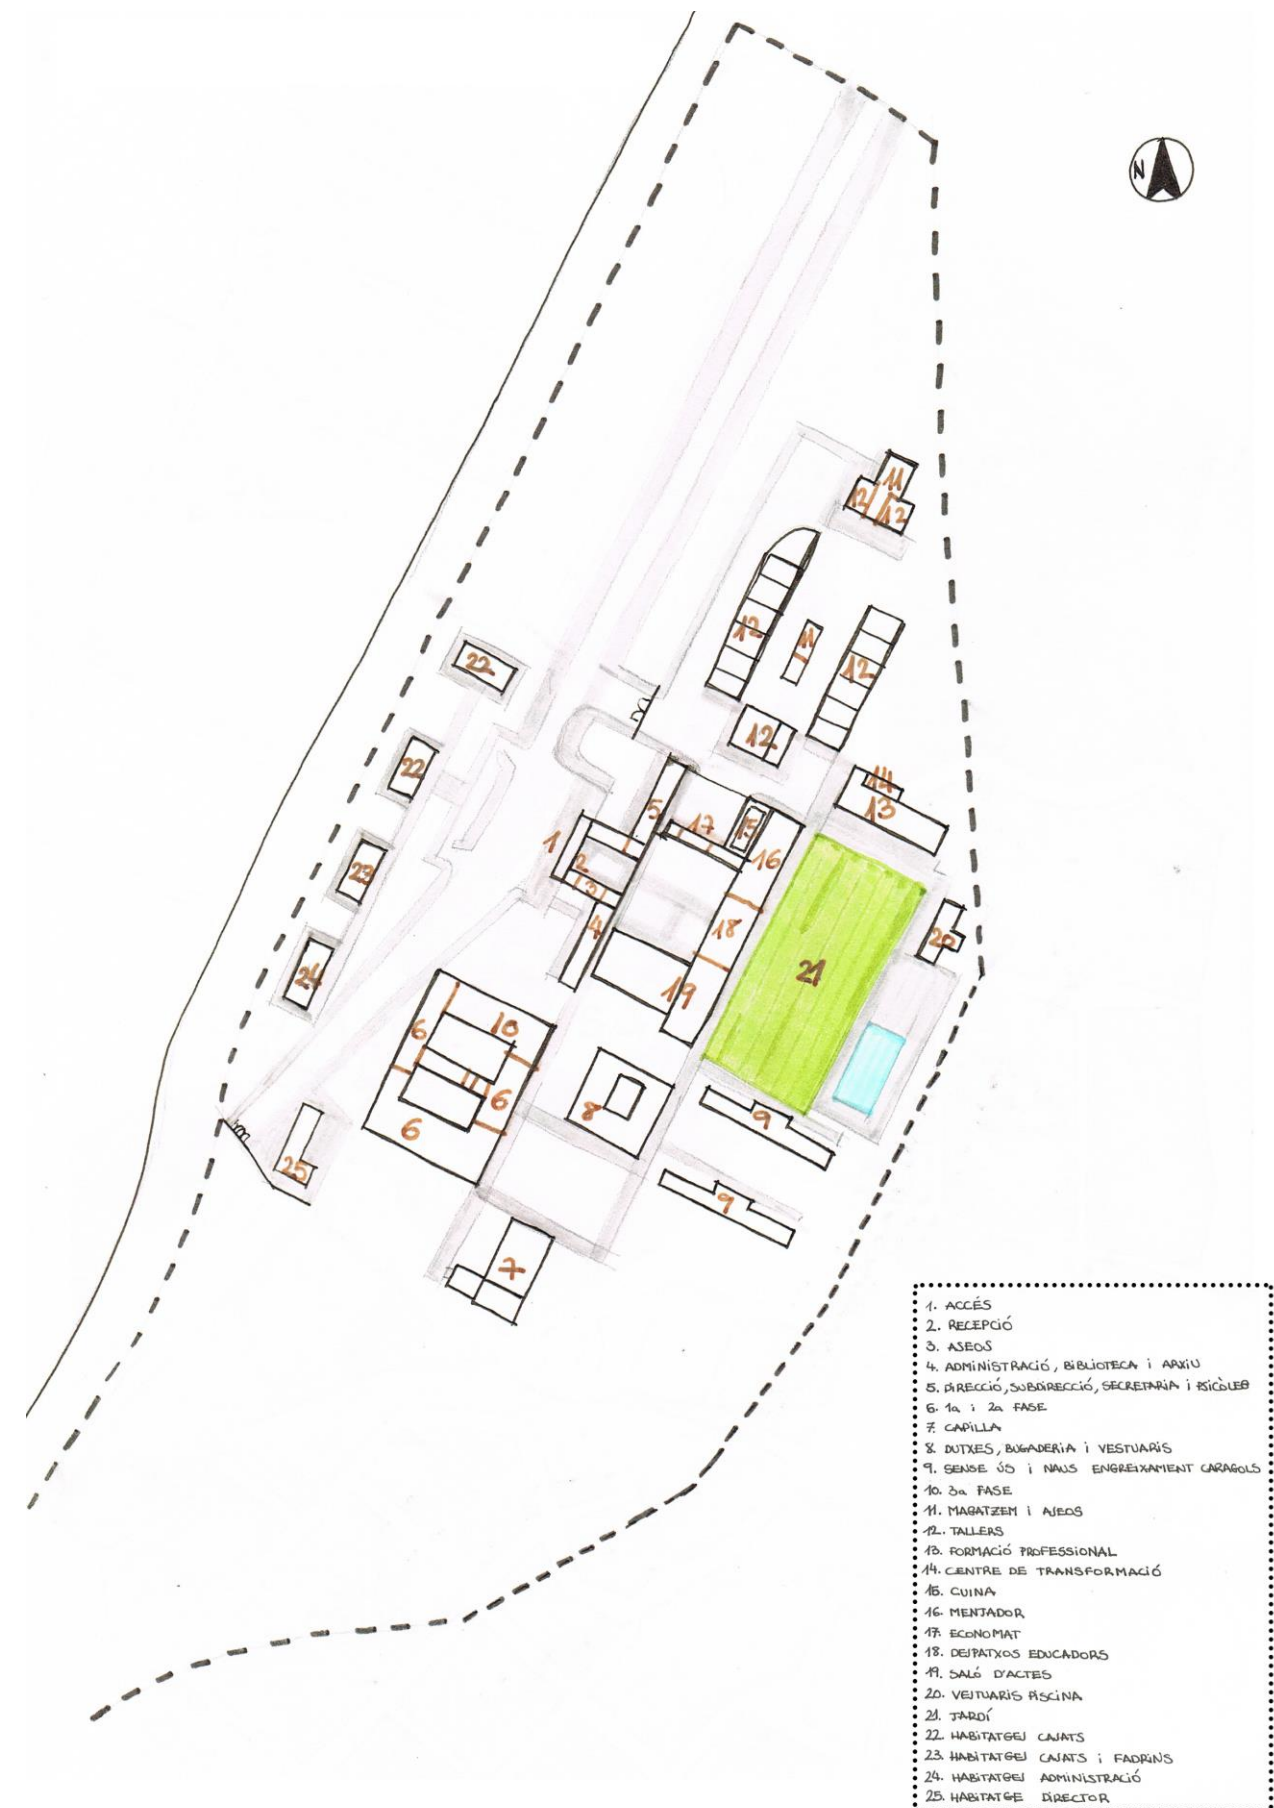 N
11
12
12
12
11
12
22
12
22
14
13
5
17
15
1
2
16
23
3
4
18
20
24
21
19
6
10
6
8
9
6
25
9
7
1. ACCÉS
2. RECEPCIÓ
3. ASEOS
4. ADMINISTRACIÓ, BIBLIOTECA i ARXIU
5. DIRECCIÓ, SUBDIRECCIÓ, SECRETARIA i PSICÒLEG
6. 1a i 2a FASE
7. CAPILLA
8. DUTXES, BUGADERIA i VESTUARIS
9. SENSE ÚS i NAUS ENGREIXAMENT CARAGOLS
10. 3a FASE
11. MAGATZEM i ASEOS
12. TALLERS
13. FORMACIÓ PROFESSIONAL
14. CENTRE DE TRANSFORMACIÓ
15. CUINA
16. MENJADOR
17. ECONOMAT
18. DESPATXOS EDUCADORS
19. SALÓ D'ACTES
20. VESTUARIS PISCINA
21. JARDÍ
22. HABITATGES CASATS
23. HABITATGES CASATS i FADRINS
24. HABITATGES ADMINISTRACIÓ
25. HABITATGE DIRECTOR